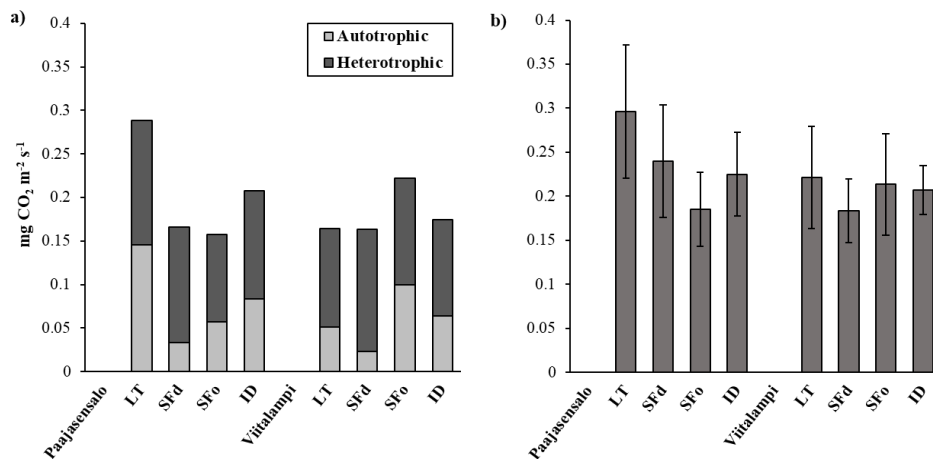 a)
mg CO₂ m⁻² s⁻¹
0.4
0.35
0.3
0.25
0.2
0.15
0.1
0.05
0
Autotrophic
Heterotrophic
Paajasensalo
LT
SFd
SFo
ID
Viitalampi
LT
SFd
SFo
ID
b)
0.4
0.35
0.3
0.25
0.2
0.15
0.1
0.05
0
Paajasensalo
LT
SFd
SFo
ID
Viitalampi
LT
SFd
SFo
ID